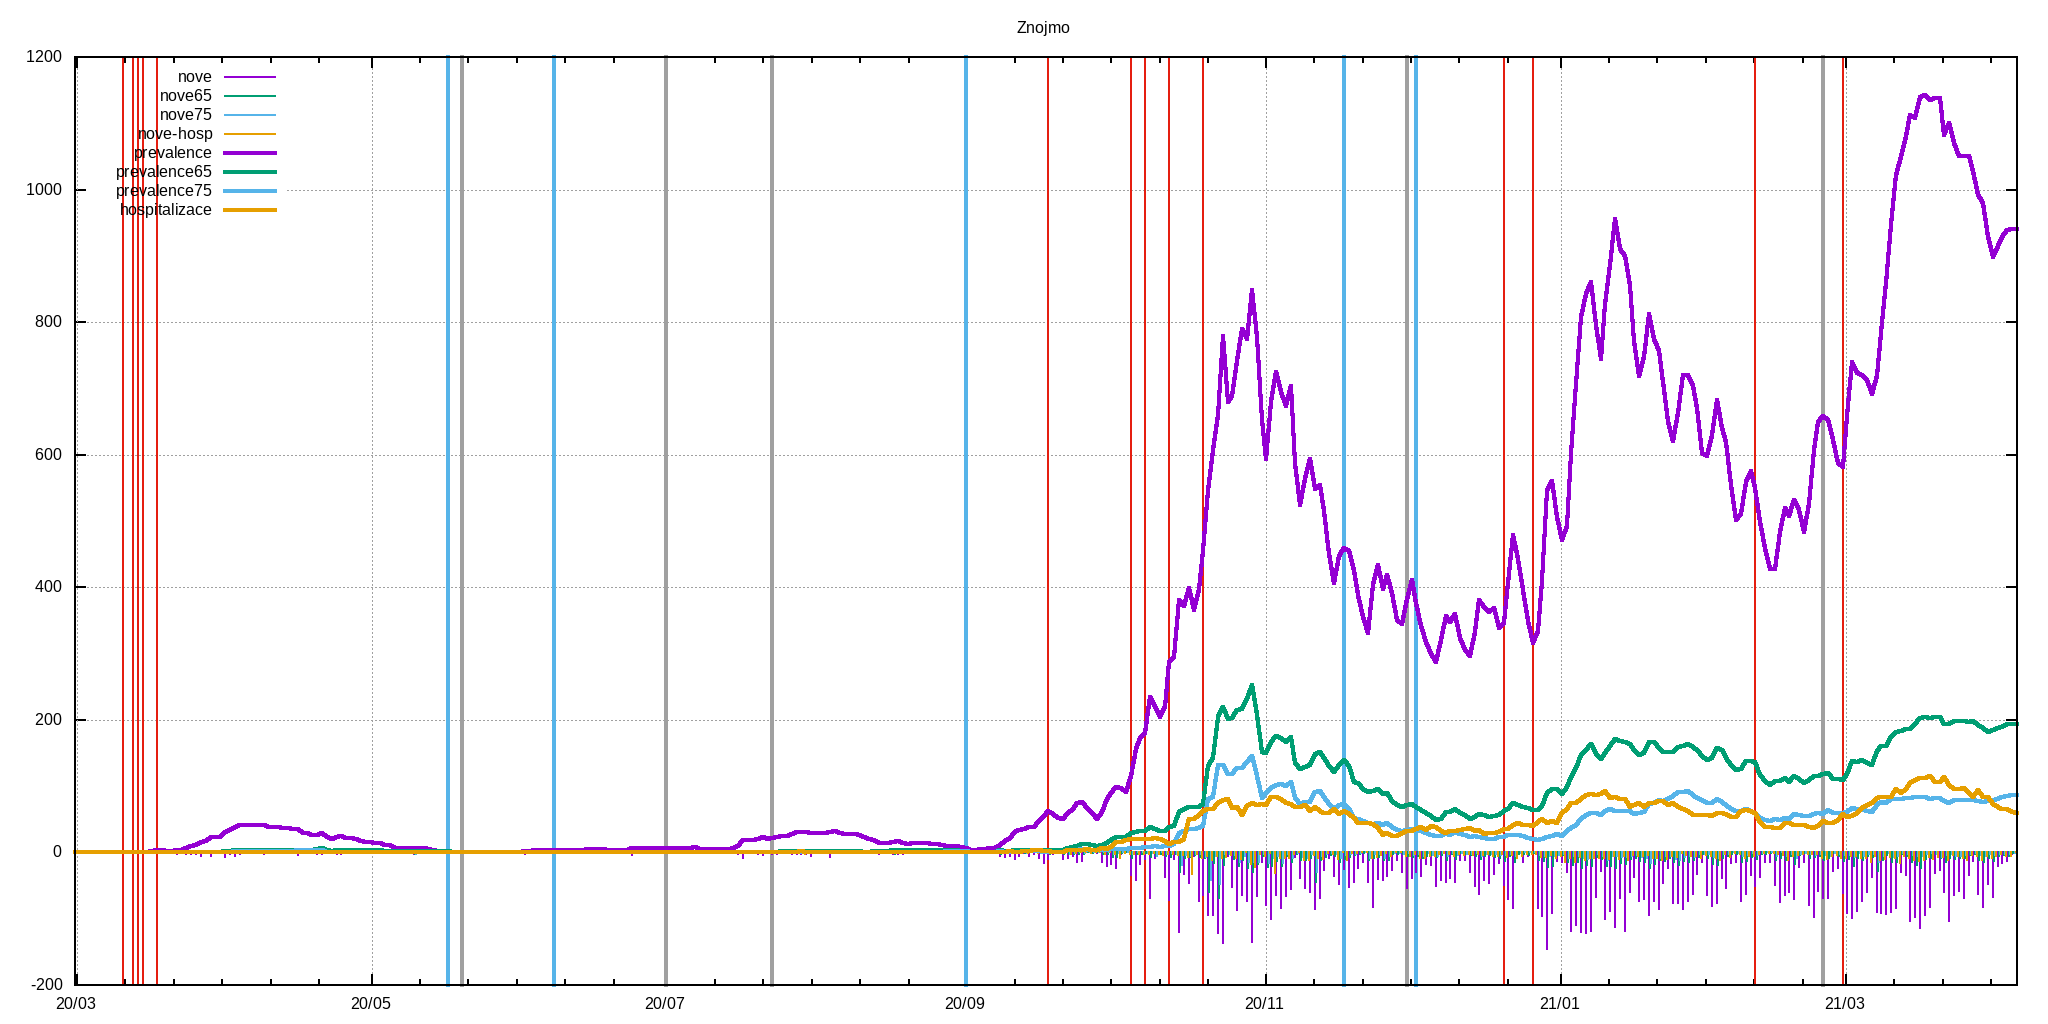 Znojmo
1200
1000
800
600
400
200
0
-200
nove
nove65
nove75
nove-hosp
prevalence
prevalence65
prevalence75
hospitalizace
20/03 20/05 20/07 20/09 20/11 21/01 21/03